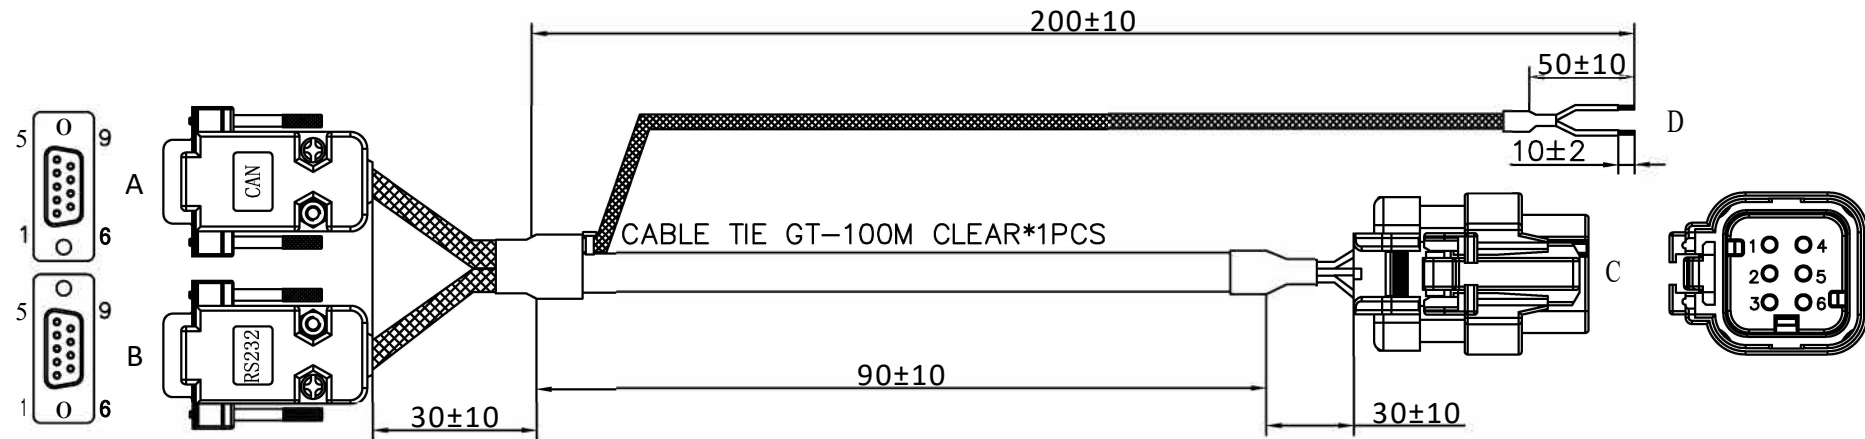 200±10
50±10
10±2
D
5 O 9
A
CAN
1 6
CABLE TIE GT-100M CLEAR*1PCS
C
1 4
2 5
3 6
5 9
B
RS232
1 O 6
90±10
30±10
30±10